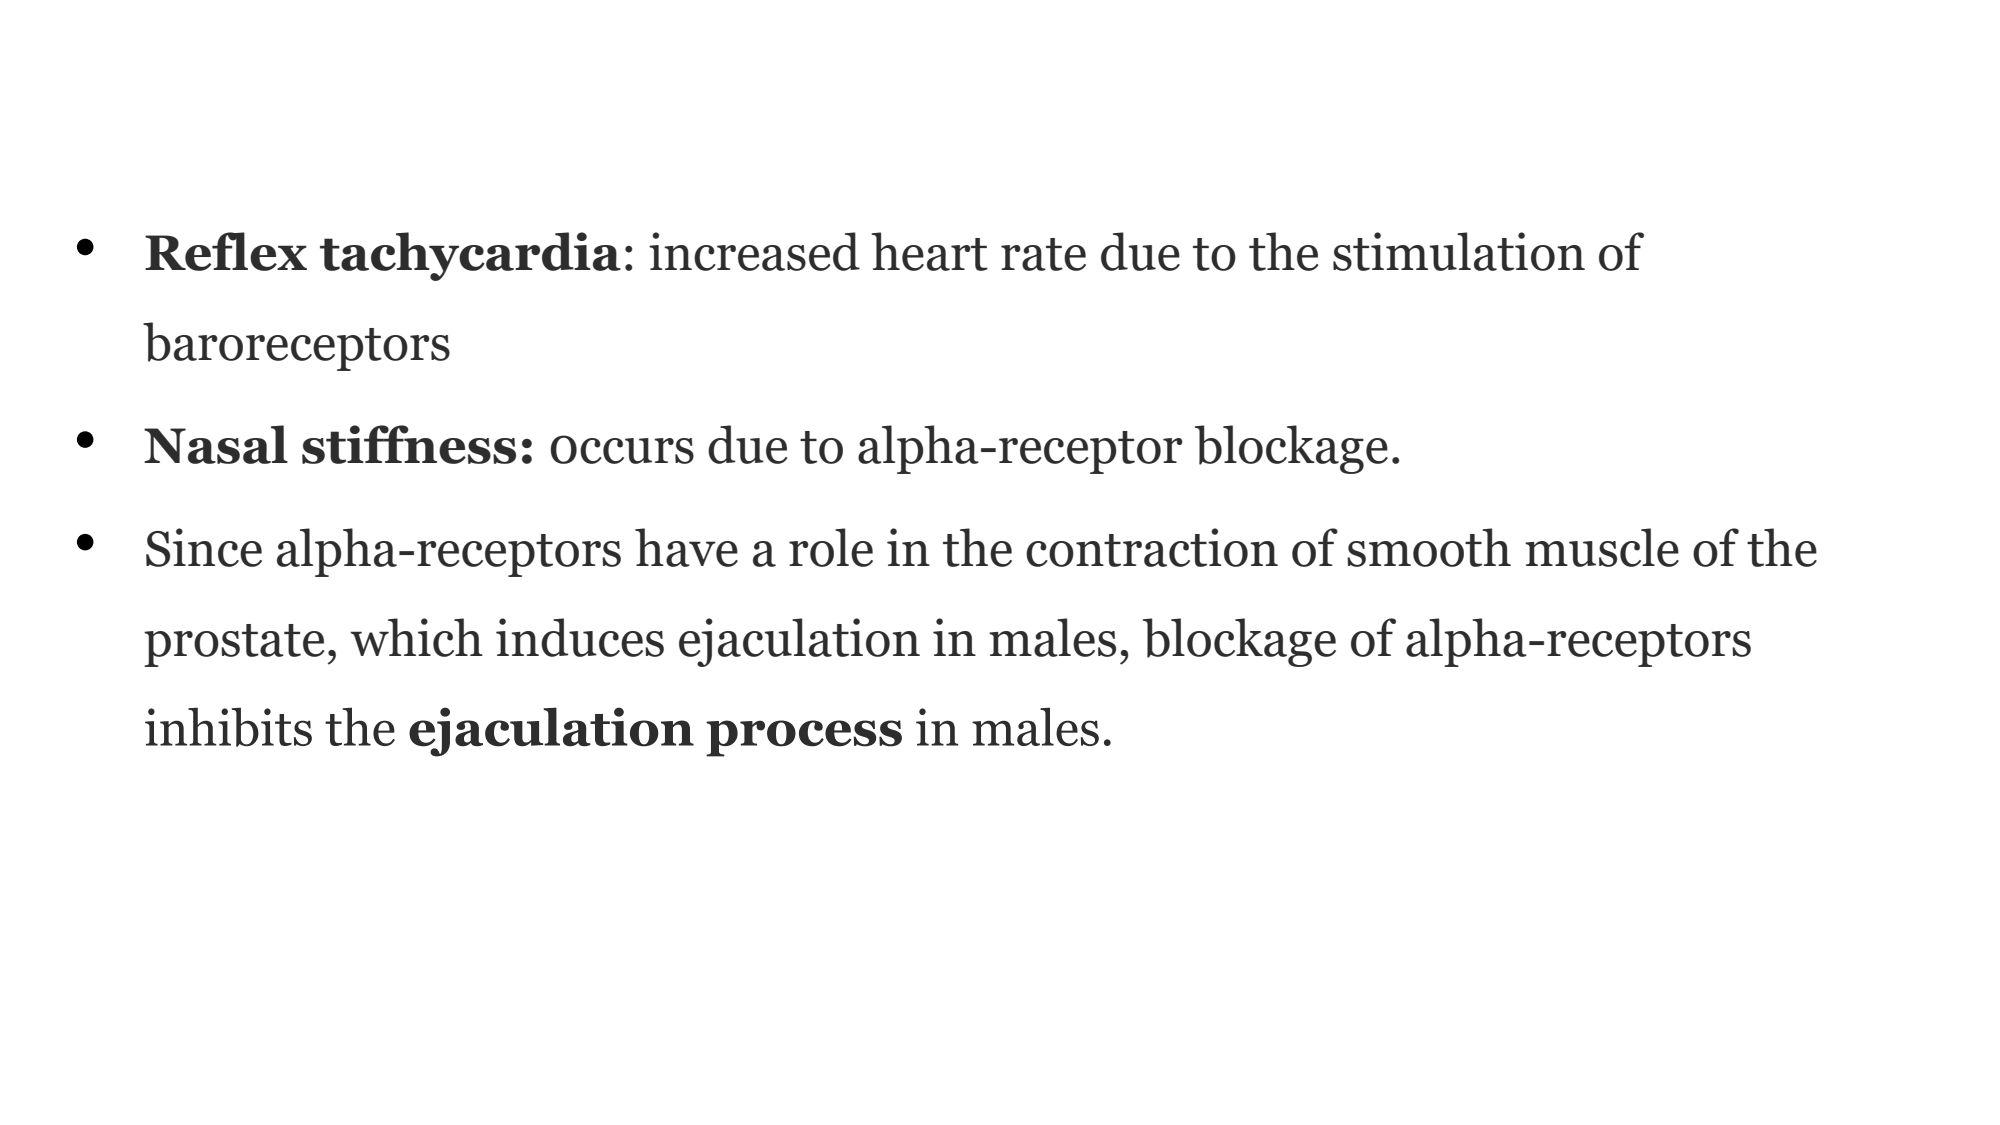 • Reflex tachycardia: increased heart rate due to the stimulation of
baroreceptors
• Nasal stiffness: 0ccurs due to alpha-receptor blockage.
• Since alpha-receptors have a role in the contraction of smooth muscle of the
prostate, which induces ejaculation in males, blockage of alpha-receptors
inhibits the ejaculation process in males.